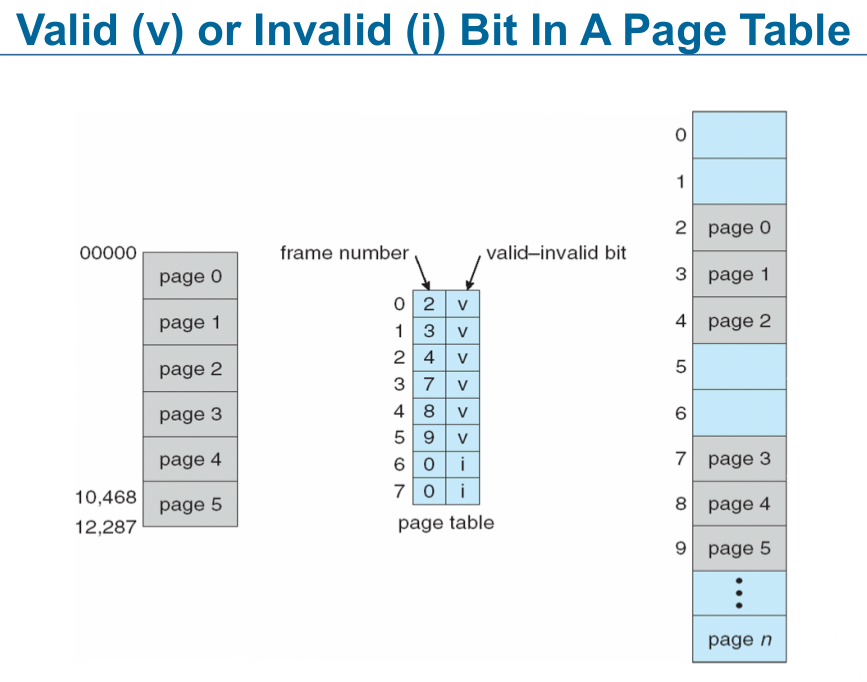 Valid (v) or Invalid (i) Bit In A Page Table
00000
page 0
page 1
page 2
page 3
page 4
10,468
page 5
12,287
frame number
valid–invalid bit
0 2 v
1 3 v
2 4 v
3 7 v
4 8 v
5 9 v
6 0 i
7 0 i
page table
0
1
2 page 0
3 page 1
4 page 2
5
6
7 page 3
8 page 4
9 page 5
page n